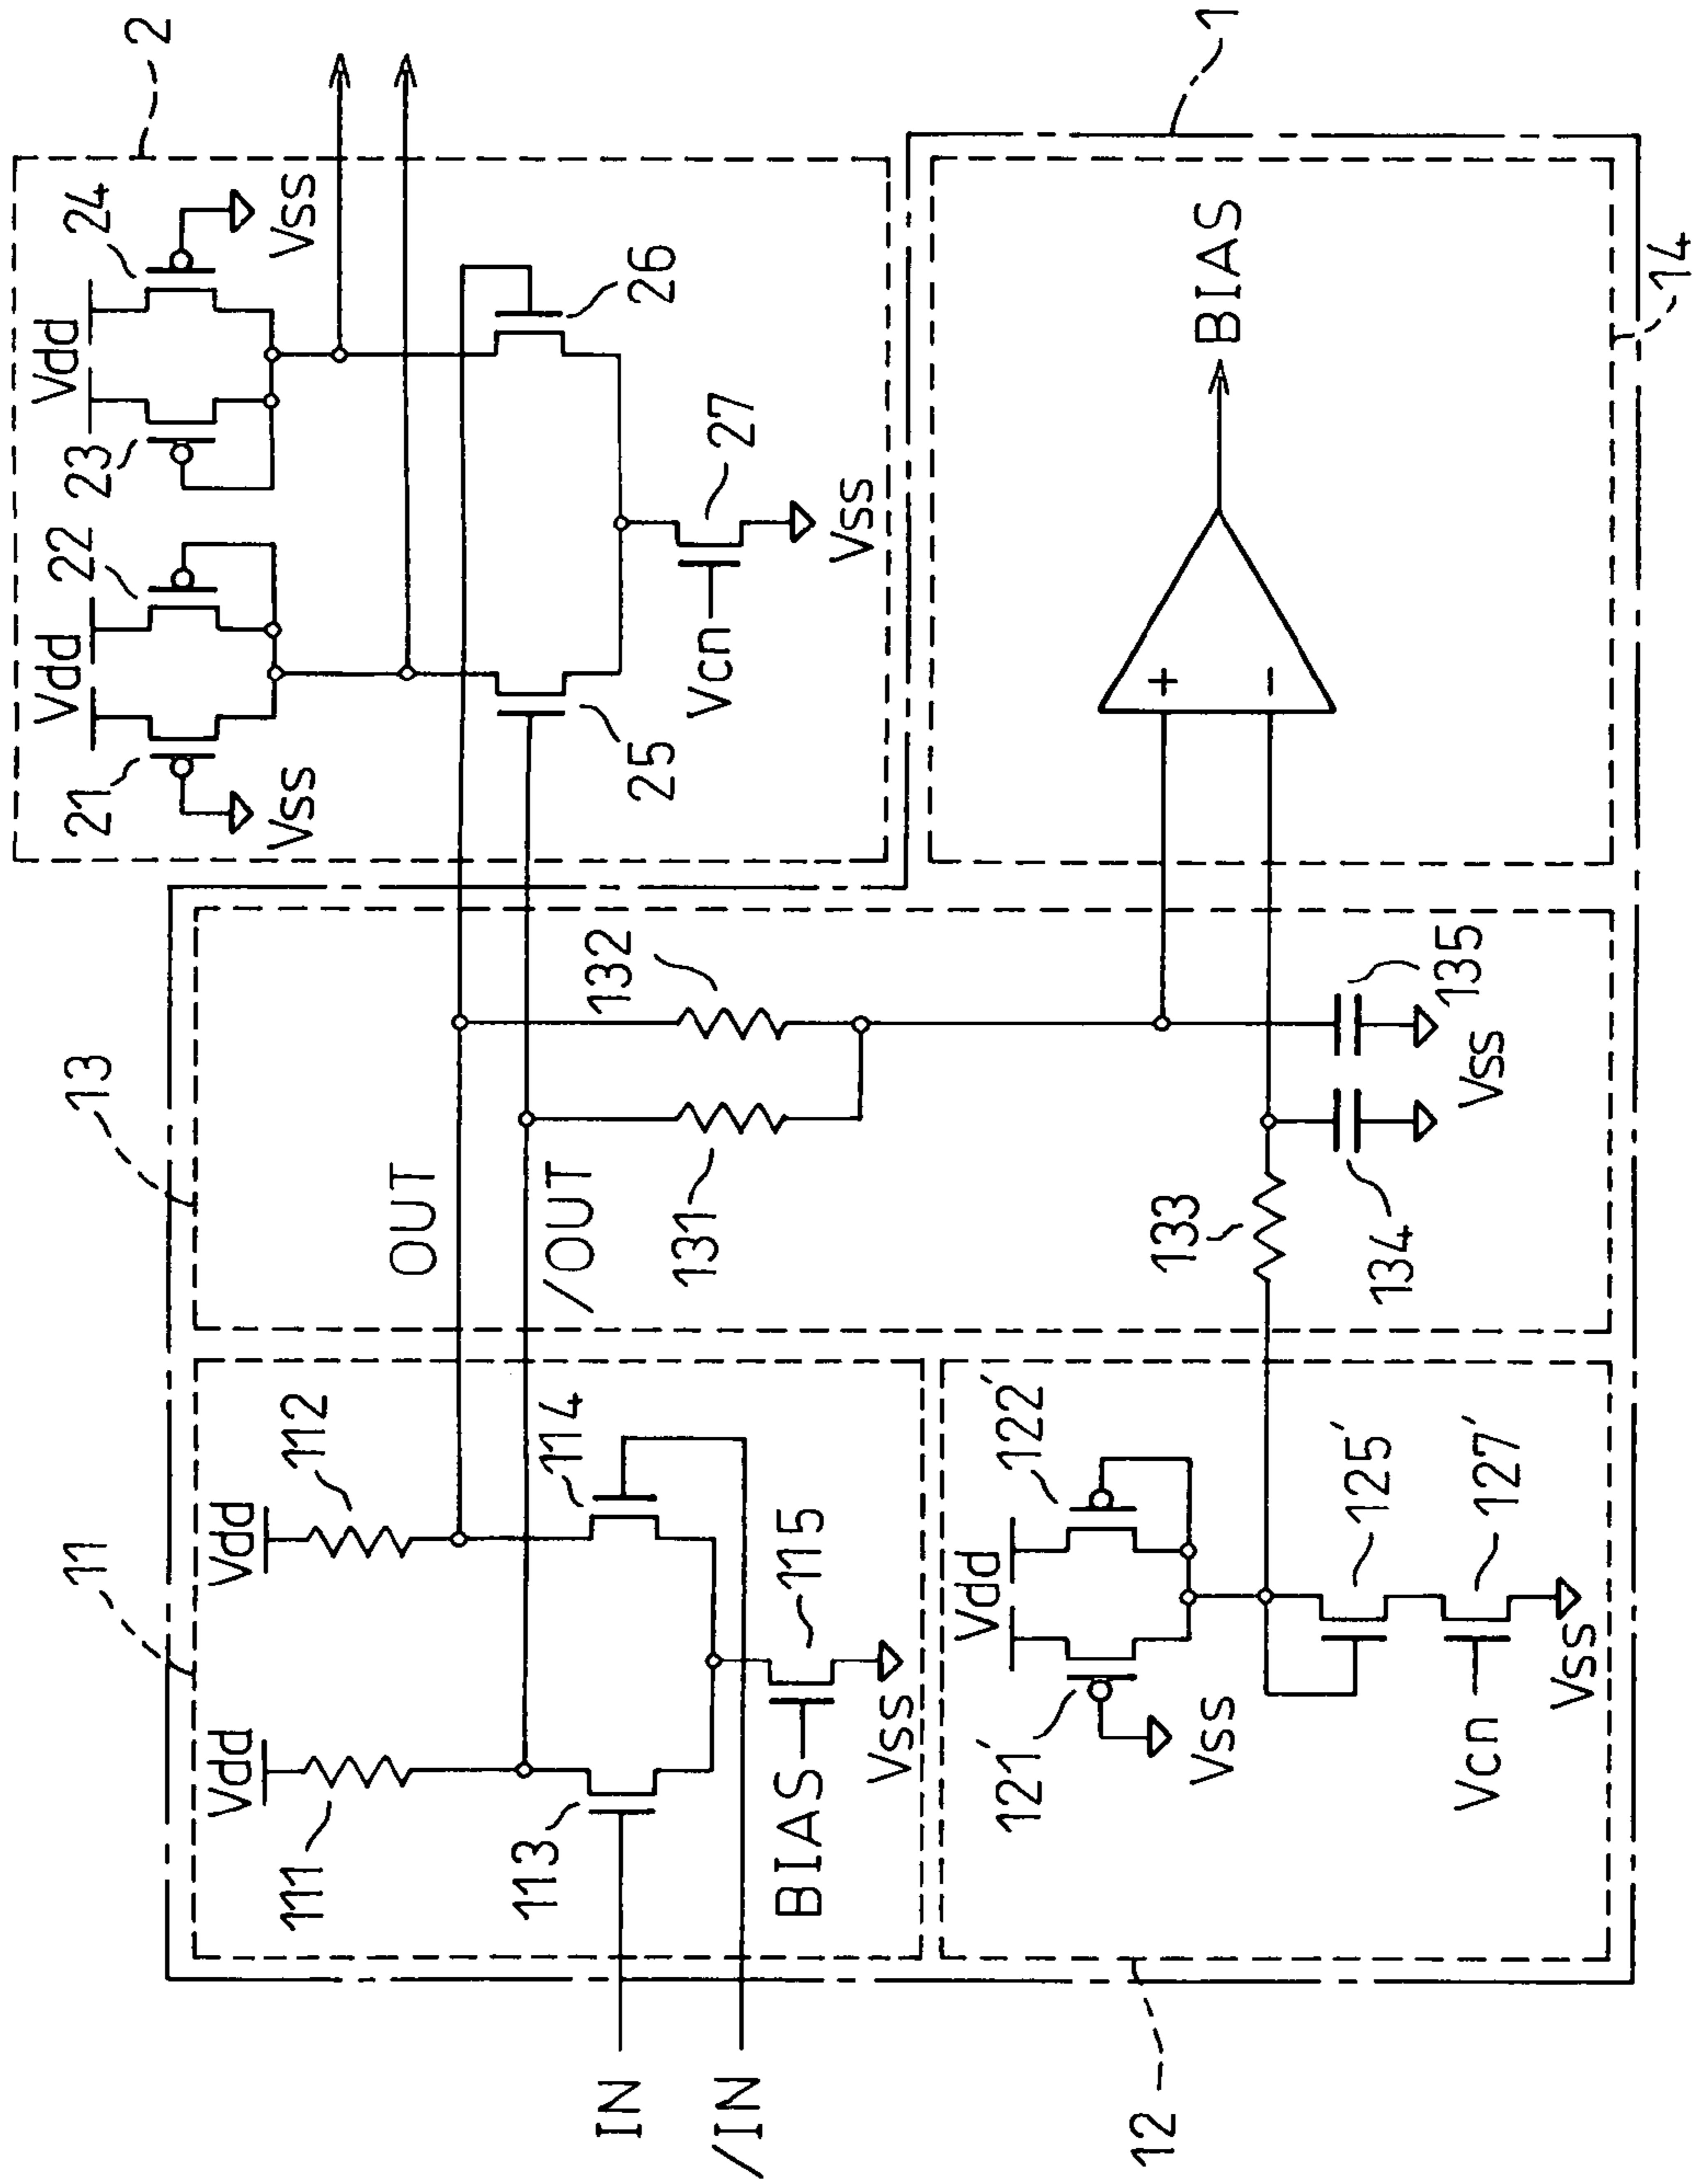 11
Vdd
Vdd
111
112
113
114
BIAS
115
Vss
IN
/IN
12
Vdd
121'
122'
Vss
125'
Vcn
127'
Vss
13
OUT
/OUT
131
132
133
134
135
Vss
2
Vdd
Vdd
21
22
23
24
Vss
Vss
25
26
Vcn
27
Vss
1
+
−
BIAS
14